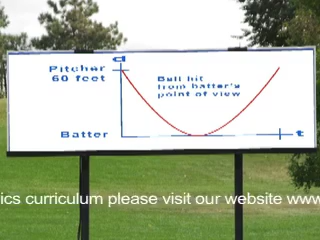 d
Pitcher
60 feet
Ball hit
from batter's
point of view
Batter
t
ics curriculum please visit our website www